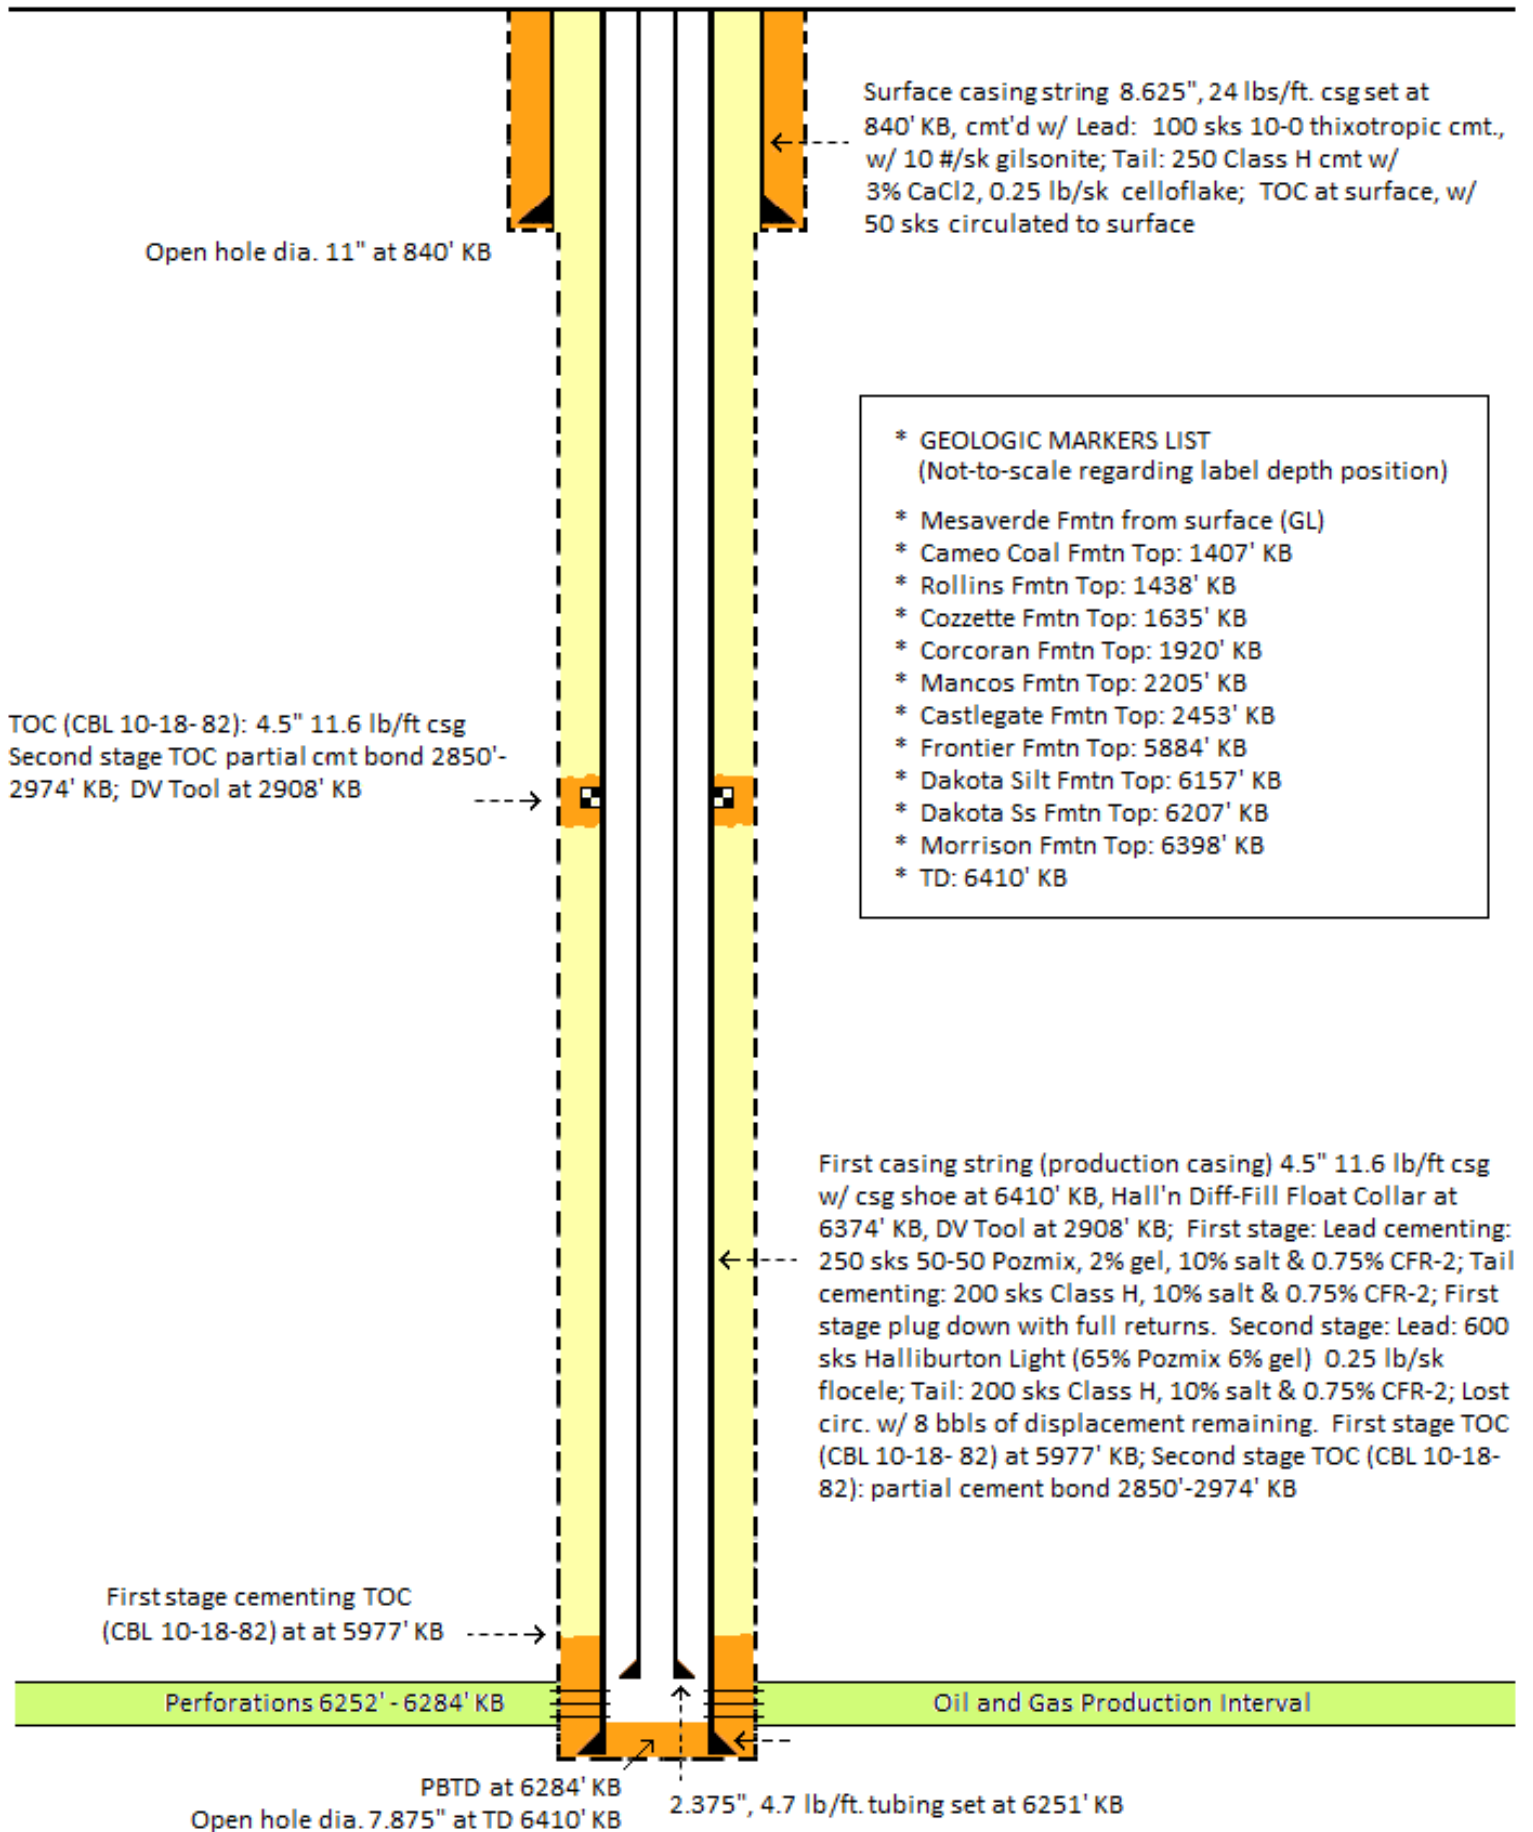 Surface casing string 8.625", 24 lbs/ft. csg set at
840' KB, cmt'd w/ Lead: 100 sks 10-0 thixotropic cmt.,
w/ 10 #/sk gilsonite; Tail: 250 Class H cmt w/
3% CaCl2, 0.25 lb/sk celloflake; TOC at surface, w/
50 sks circulated to surface
Open hole dia. 11" at 840' KB
* GEOLOGIC MARKERS LIST
(Not-to-scale regarding label depth position)
* Mesaverde Fmtn from surface (GL)
* Cameo Coal Fmtn Top: 1407' KB
* Rollins Fmtn Top: 1438' KB
* Cozzette Fmtn Top: 1635' KB
* Corcoran Fmtn Top: 1920' KB
* Mancos Fmtn Top: 2205' KB
* Castlegate Fmtn Top: 2453' KB
* Frontier Fmtn Top: 5884' KB
* Dakota Silt Fmtn Top: 6157' KB
* Dakota Ss Fmtn Top: 6207' KB
* Morrison Fmtn Top: 6398' KB
* TD: 6410' KB
TOC (CBL 10-18- 82): 4.5" 11.6 lb/ft csg
Second stage TOC partial cmt bond 2850'-
2974' KB; DV Tool at 2908' KB
First casing string (production casing) 4.5" 11.6 lb/ft csg
w/ csg shoe at 6410' KB, Hall'n Diff-Fill Float Collar at
6374' KB, DV Tool at 2908' KB; First stage: Lead cementing:
250 sks 50-50 Pozmix, 2% gel, 10% salt & 0.75% CFR-2; Tail
cementing: 200 sks Class H, 10% salt & 0.75% CFR-2; First
stage plug down with full returns. Second stage: Lead: 600
sks Halliburton Light (65% Pozmix 6% gel) 0.25 lb/sk
flocele; Tail: 200 sks Class H, 10% salt & 0.75% CFR-2; Lost
circ. w/ 8 bbls of displacement remaining. First stage TOC
(CBL 10-18- 82) at 5977' KB; Second stage TOC (CBL 10-18-
82): partial cement bond 2850'-2974' KB
First stage cementing TOC
(CBL 10-18-82) at at 5977' KB
Perforations 6252' - 6284' KB
Oil and Gas Production Interval
PBTD at 6284' KB
Open hole dia. 7.875" at TD 6410' KB
2.375", 4.7 lb/ft. tubing set at 6251' KB